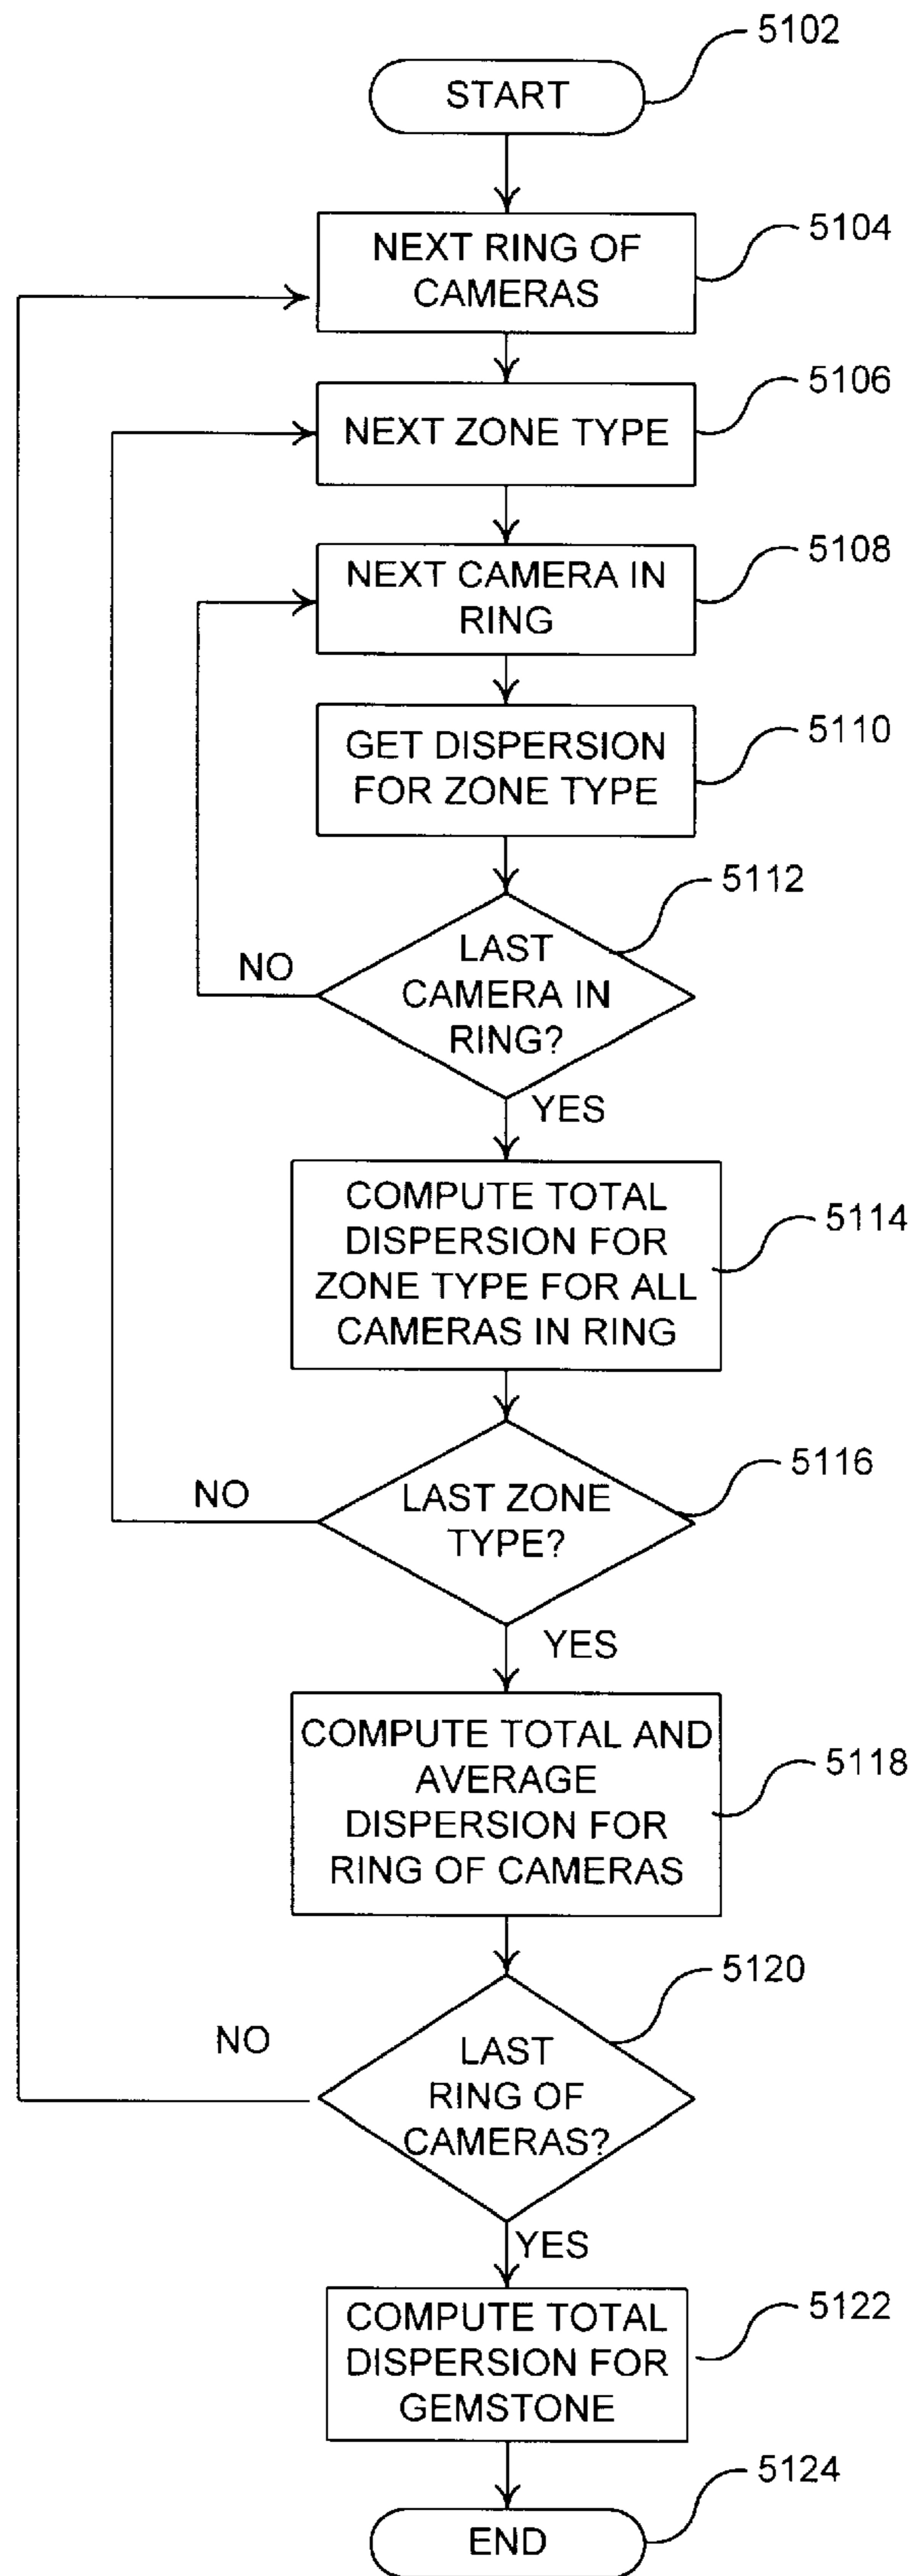 5102
START
5104
NEXT RING OF
CAMERAS
5106
NEXT ZONE TYPE
5108
NEXT CAMERA IN
RING
5110
GET DISPERSION
FOR ZONE TYPE
5112
LAST
CAMERA IN
RING?
NO
YES
5114
COMPUTE TOTAL
DISPERSION FOR
ZONE TYPE FOR ALL
CAMERAS IN RING
5116
LAST ZONE
TYPE?
NO
YES
5118
COMPUTE TOTAL AND
AVERAGE
DISPERSION FOR
RING OF CAMERAS
5120
LAST
RING OF
CAMERAS?
NO
YES
5122
COMPUTE TOTAL
DISPERSION FOR
GEMSTONE
5124
END